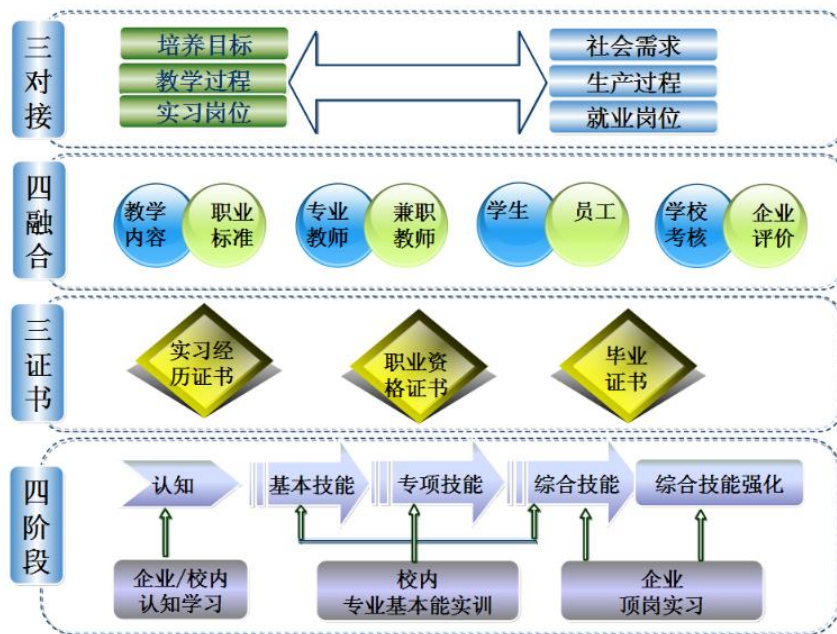 三对接
培养目标
教学过程
实习岗位
社会需求
生产过程
就业岗位
四融合
教学
内容
职业
标准
专业
教师
兼职
教师
学生
员工
学校
考核
企业
评价
三证书
实习经
历证书
职业资
格证书
毕业
证书
四阶段
认知
基本技能
专项技能
综合技能
综合技能强化
企业/校内
认知学习
校内
专业基本能实训
企业
顶岗实习